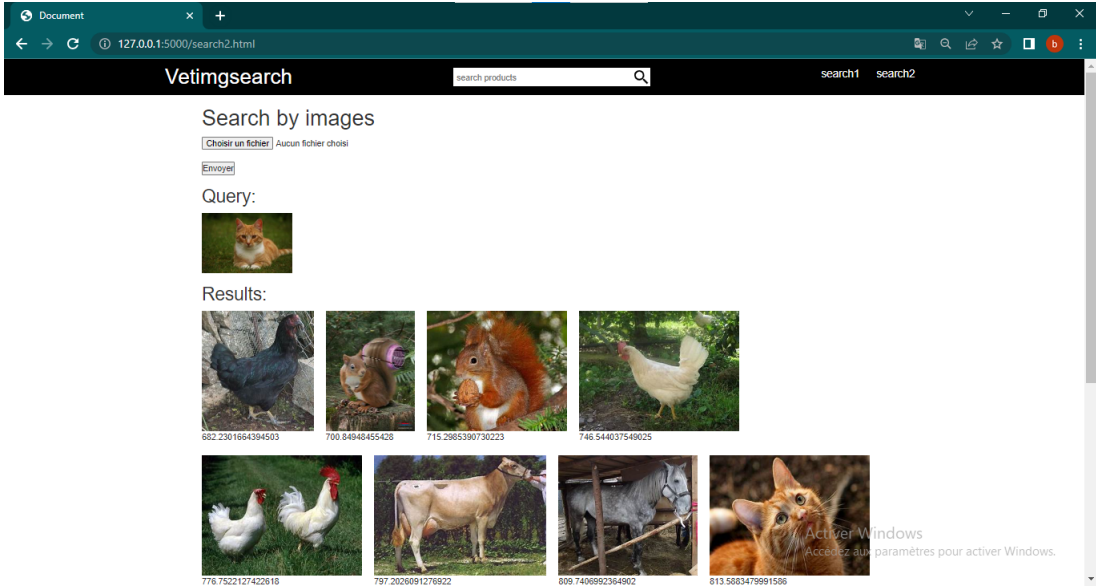 Document
127.0.0.1:5000/search2.html
b
Vetimgsearch
search products
search1 search2
Search by images
Choisir un fichier Aucun fichier choisi
Envoyer
Query:
Results:
682.2301664394503 700.84948455428 715.2985390730223 746.544037549025
776.7522127422618 797.2026091276922 809.7406992364902 813.5883479991586
Activer Windows
Accédez aux paramètres pour activer Windows.